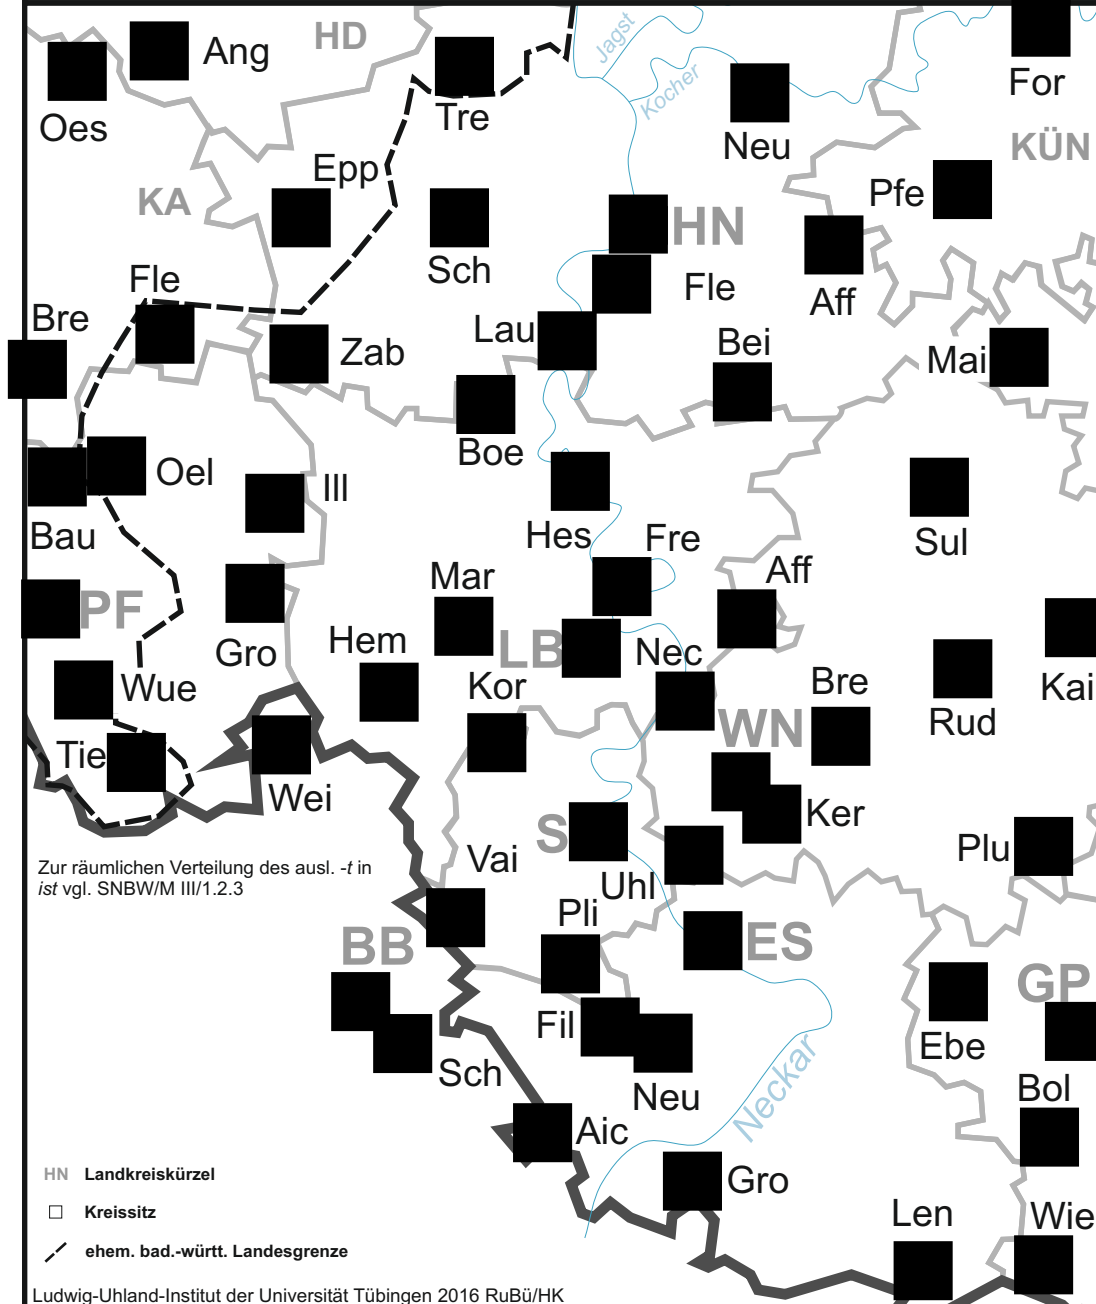 Ang
HD
Jagst
Oes
Tre
Kocher
Neu
For
KÜN
Epp
KA
Pfe
HN
Sch
Fle
Fle
Aff
Bre
Lau
Zab
Bei
Mai
Boe
Oel
Ill
Bau
Hes
Fre
Sul
Mar
Aff
PF
Gro
Hem
LB
Nec
Wue
Kor
Bre
Rud
Kai
WN
Tie
Wei
Ker
S
Plu
Vai
Uhl
Zur räumlichen Verteilung des ausl. -t in
ist vgl. SNBW/M III/1.2.3
Pli
BB
ES
GP
Fil
Ebe
Sch
Neu
Neckar
Bol
Aic
Gro
HN Landkreiskürzel
Kreissitz
Len
Wie
ehem. bad.-württ. Landesgrenze
Ludwig-Uhland-Institut der Universität Tübingen 2016 RuBü/HK